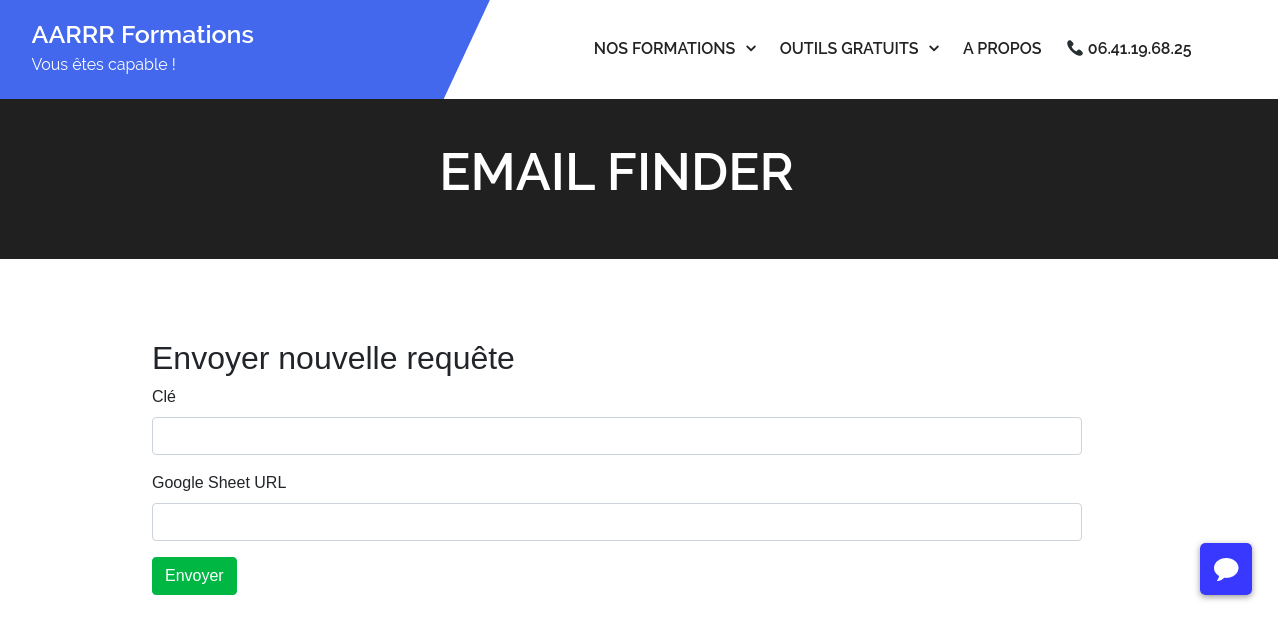 AARRR Formations
Vous êtes capable !
NOS FORMATIONS OUTILS GRATUITS A PROPOS 06.41.19.68.25
EMAIL FINDER
Envoyer nouvelle requête
Clé
Google Sheet URL
Envoyer